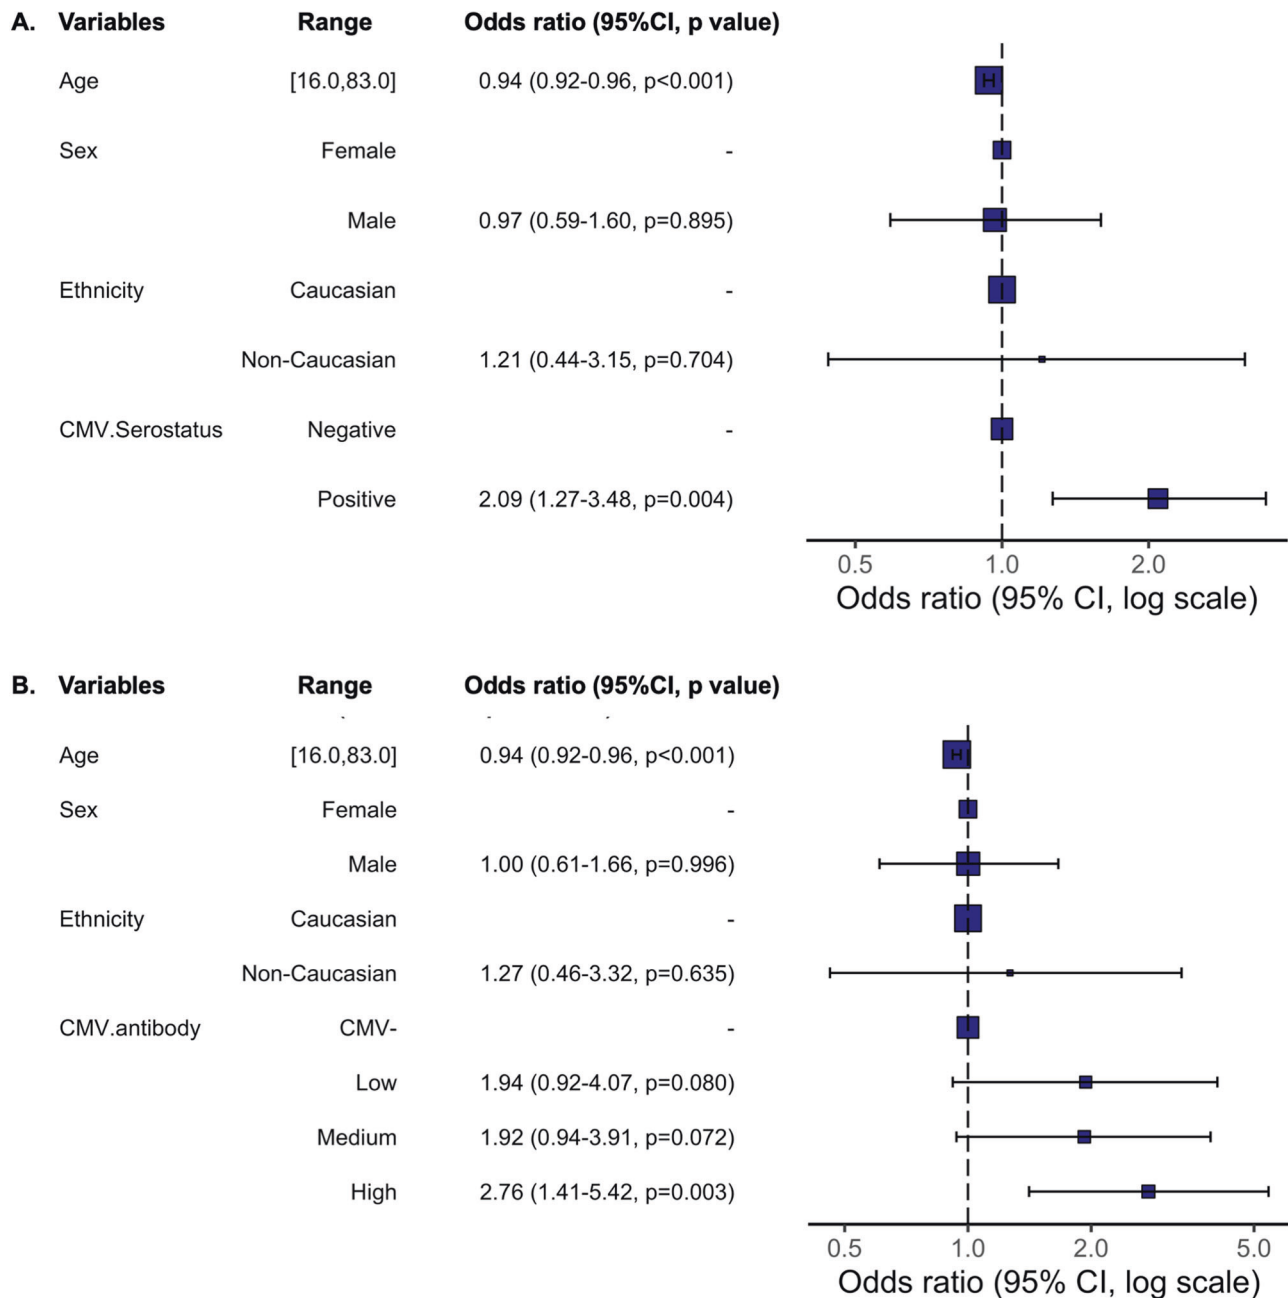 A. Variables Range Odds ratio (95%CI, p value)
Age [16.0,83.0] 0.94 (0.92-0.96, p<0.001)
Sex Female -
Male 0.97 (0.59-1.60, p=0.895)
Ethnicity Caucasian -
Non-Caucasian 1.21 (0.44-3.15, p=0.704)
CMV.Serostatus Negative -
Positive 2.09 (1.27-3.48, p=0.004)
0.5 1.0 2.0
Odds ratio (95% CI, log scale)
B. Variables Range Odds ratio (95%CI, p value)
Age [16.0,83.0] 0.94 (0.92-0.96, p<0.001)
Sex Female -
Male 1.00 (0.61-1.66, p=0.996)
Ethnicity Caucasian -
Non-Caucasian 1.27 (0.46-3.32, p=0.635)
CMV.antibody CMV- -
Low 1.94 (0.92-4.07, p=0.080)
Medium 1.92 (0.94-3.91, p=0.072)
High 2.76 (1.41-5.42, p=0.003)
0.5 1.0 2.0 5.0
Odds ratio (95% CI, log scale)